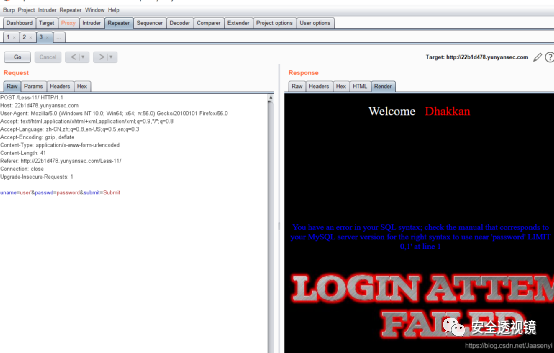 Burp Project Intruder Repeater Window Help
Dashboard Target Proxy Intruder Repeater Sequencer Decoder Comparer Extender Project options User options
1 × 2 × 3 × ...
Go Cancel < | ▾ > | ▾ Target: http://22b1d478.yunyansec.com
Request
Raw Params Headers Hex
POST /Less-11/ HTTP/1.1
Host: 22b1d478.yunyansec.com
User-Agent: Mozilla/5.0 (Windows NT 10.0; Win64; x64; rv:66.0) Gecko/20100101 Firefox/66.0
Accept: text/html,application/xhtml+xml,application/xml;q=0.9,*/*;q=0.8
Accept-Language: zh-CN,zh;q=0.8,en-US;q=0.5,en;q=0.3
Accept-Encoding: gzip, deflate
Content-Type: application/x-www-form-urlencoded
Content-Length: 41
Referer: http://22b1d478.yunyansec.com/Less-11/
Connection: close
Upgrade-Insecure-Requests: 1
uname=user'&passwd=password&submit=Submit
Response
Raw Headers Hex HTML Render
Welcome Dhakkan
You have an error in your SQL syntax; check the manual that corresponds to
your MySQL server version for the right syntax to use near 'password' LIMIT
0,1' at line 1
LOGIN ATTEM
FAILED
安全透视镜
https://blog.csdn.net/Jaasenyi